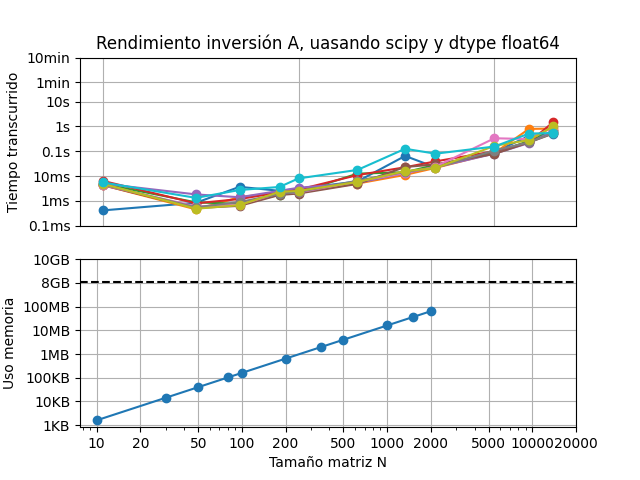 Rendimiento inversión A, uasando scipy y dtype float64
Tiempo transcurrido
10min
1min
10s
1s
0.1s
10ms
1ms
0.1ms
Uso memoria
10GB
8GB
100MB
10MB
1MB
100KB
10KB
1KB
10 20 50 100 200 500 1000 2000 5000 10000 20000
Tamaño matriz N